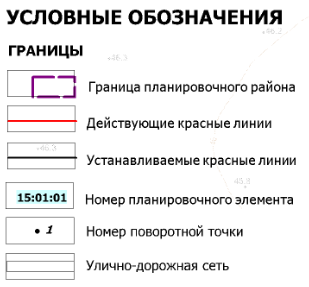 УСЛОВНЫЕ ОБОЗНАЧЕНИЯ
ГРАНИЦЫ
Граница планировочного района
Действующие красные линии
Устанавливаемые красные линии
15:01:01 Номер планировочного элемента
1 Номер поворотной точки
Улично-дорожная сеть